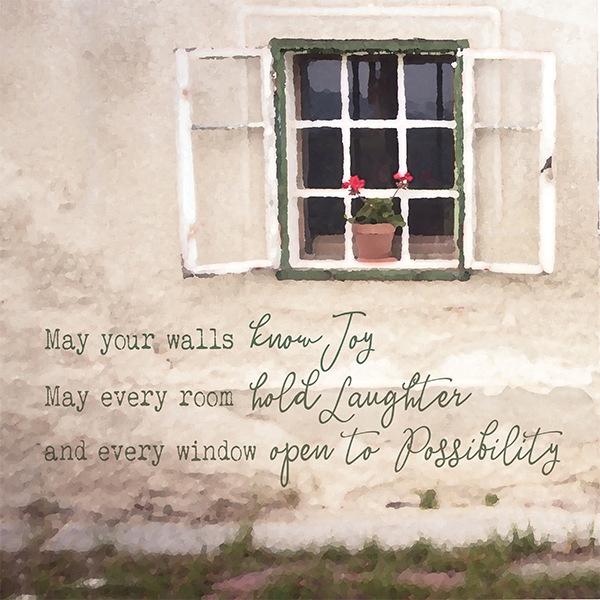 May your walls know Joy
May every room hold Laughter
and every window open to Possibility